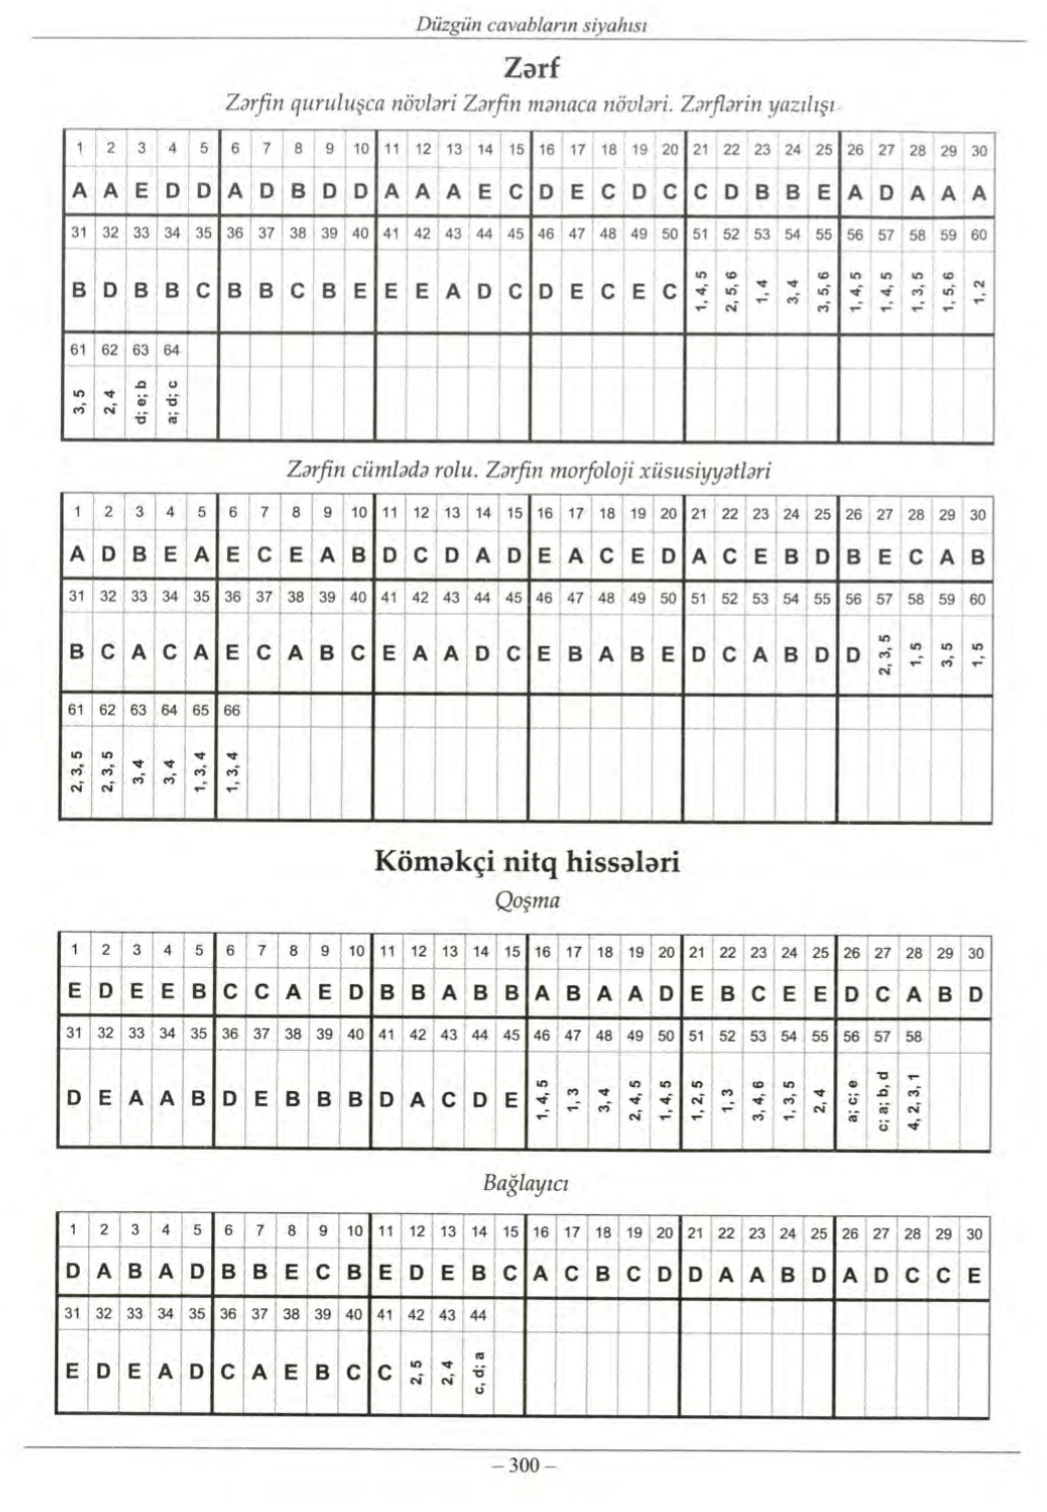 Düzgün cavabların siyahısı
Zərf
Zərfin quruluşca növləri Zərfin mənaca növləri. Zərflərin yazılışı
1 2 3 4 5 6 7 8 9 10 11 12 13 14 15 16 17 18 19 20 21 22 23 24 25 26 27 28 29 30
A A E D D A D B D D A A A E C D E C D C C D B B E A D A A A
31 32 33 34 35 36 37 38 39 40 41 42 43 44 45 46 47 48 49 50 51 52 53 54 55 56 57 58 59 60
B D B B C B B C B E E E A D C D E C E C 1, 4, 5 2, 5, 6 1, 4 3, 4 3, 5, 6 1, 4, 5 1, 4, 5 1, 3, 5 1, 5, 6 1, 2
61 62 63 64
3, 5 2, 4 d; e; b a; d; c
Zərfin cümlədə rolu. Zərfin morfoloji xüsusiyyətləri
1 2 3 4 5 6 7 8 9 10 11 12 13 14 15 16 17 18 19 20 21 22 23 24 25 26 27 28 29 30
A D B E A E C E A B D C D A D E A C E D A C E B D B E C A B
31 32 33 34 35 36 37 38 39 40 41 42 43 44 45 46 47 48 49 50 51 52 53 54 55 56 57 58 59 60
B C A C A E C A B C E A A D C E B A B E D C A B D D 2, 3, 5 1, 5 3, 5 1, 5
61 62 63 64 65 66
2, 3, 5 2, 3, 5 3, 4 3, 4 1, 3, 4 1, 3, 4
Köməkçi nitq hissələri
Qoşma
1 2 3 4 5 6 7 8 9 10 11 12 13 14 15 16 17 18 19 20 21 22 23 24 25 26 27 28 29 30
E D E E B C C A E D B B A B B A B A A D E B C E E D C A B D
31 32 33 34 35 36 37 38 39 40 41 42 43 44 45 46 47 48 49 50 51 52 53 54 55 56 57 58
D E A A B D E B B B D A C D E 1, 4, 5 1, 3 3, 4 2, 4, 5 1, 4, 5 1, 2, 5 1, 3 3, 4, 6 1, 3, 5 2, 4 a; c; e c; a; b, d 4, 2, 3, 1
Bağlayıcı
1 2 3 4 5 6 7 8 9 10 11 12 13 14 15 16 17 18 19 20 21 22 23 24 25 26 27 28 29 30
D A B A D B B E C B E D E B C A C B C D D A A B D A D C C E
31 32 33 34 35 36 37 38 39 40 41 42 43 44
E D E A D C A E B C C 2, 5 2, 4 c, d; a
– 300 –